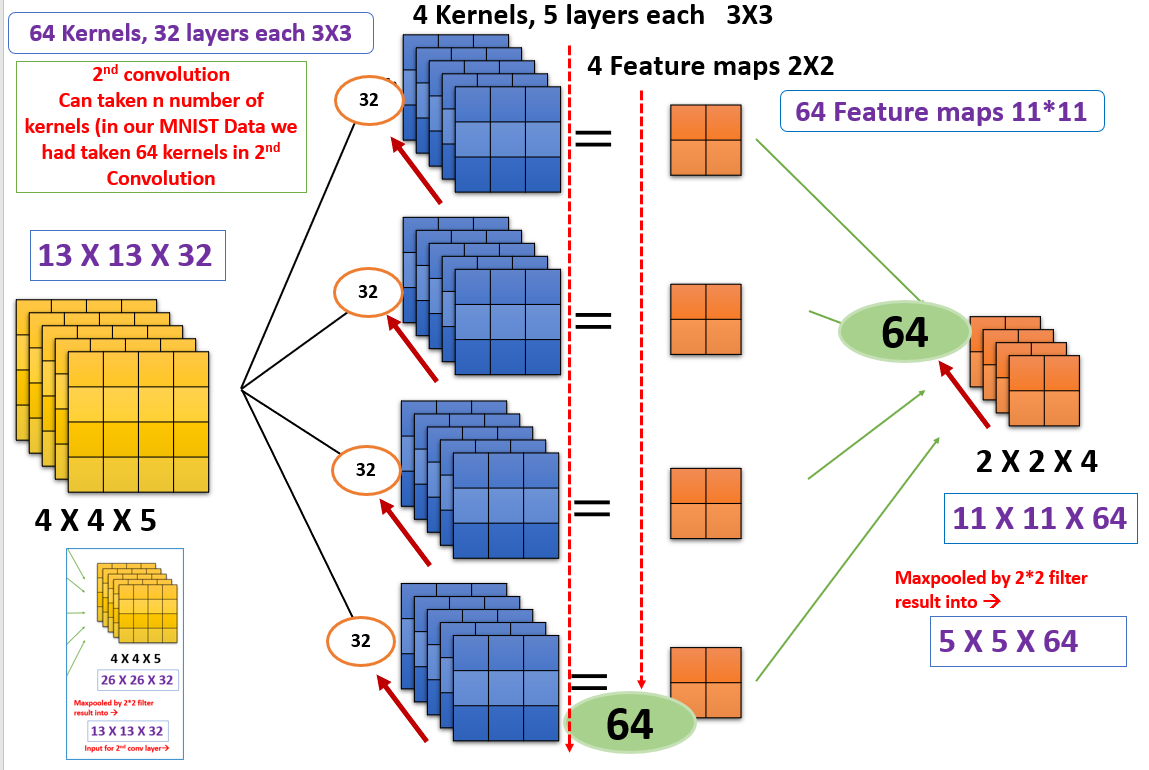 4 Kernels, 5 layers each 3X3
64 Kernels, 32 layers each 3X3
2nd convolution
Can taken n number of
kernels (in our MNIST Data we
had taken 64 kernels in 2nd
Convolution
4 Feature maps 2X2
64 Feature maps 11*11
13 X 13 X 32
4 X 4 X 5
32
=
32
=
32
=
32
=
64
64
2 X 2 X 4
11 X 11 X 64
Maxpooled by 2*2 filter
result into →
5 X 5 X 64
4 X 4 X 5
26 X 26 X 32
Maxpooled by 2*2 filter
result into →
13 X 13 X 32
Input for 2nd conv layer→